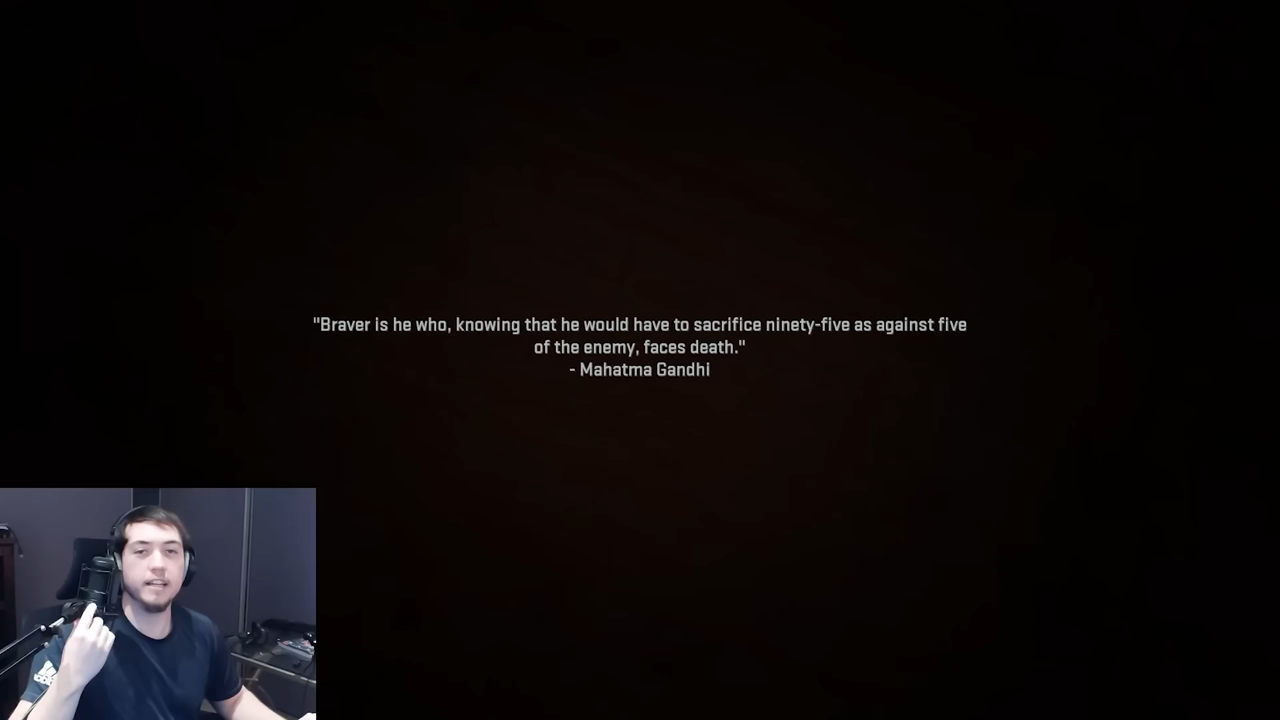 "Braver is he who, knowing that he would have to sacrifice ninety-five as against five
of the enemy, faces death."
- Mahatma Gandhi
adidas